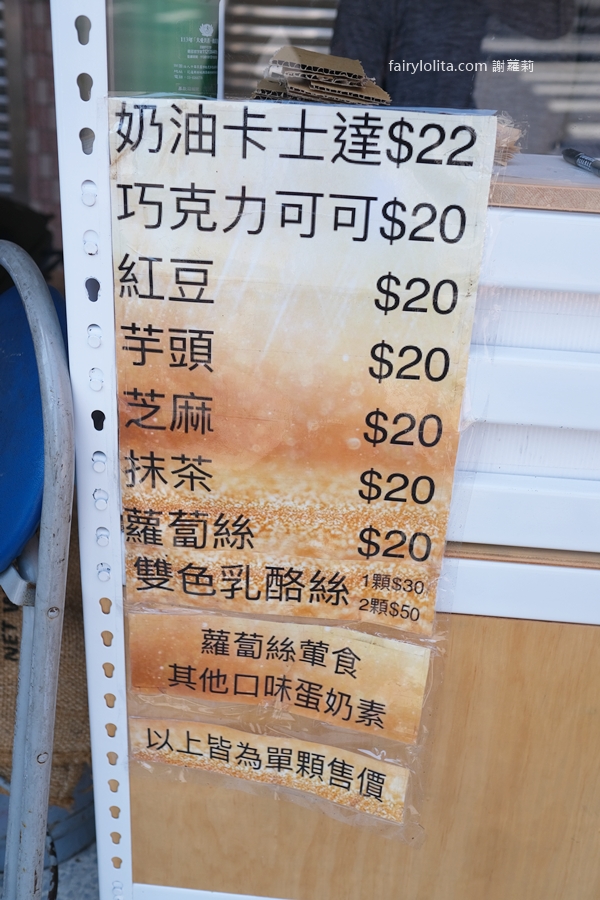 fairylolita.com 謝蘿莉
奶油卡士達$22
巧克力可可$20
紅豆 $20
芋頭 $20
芝麻 $20
抹茶 $20
蘿蔔絲 $20
雙色乳酪絲 1顆$30
2顆$50
蘿蔔絲葷食
其他口味蛋奶素
以上皆為單顆售價
NET W